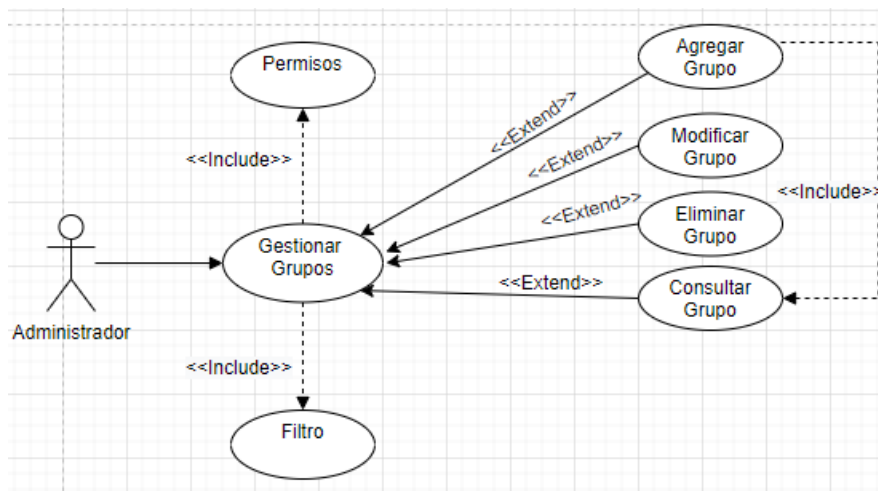 Permisos
Agregar
Grupo
<<Extend>>
<<Include>>
<<Extend>>
Modificar
Grupo
<<Include>>
<<Extend>>
Eliminar
Grupo
Gestionar
Grupos
<<Extend>>
Consultar
Grupo
Administrador
<<Include>>
Filtro